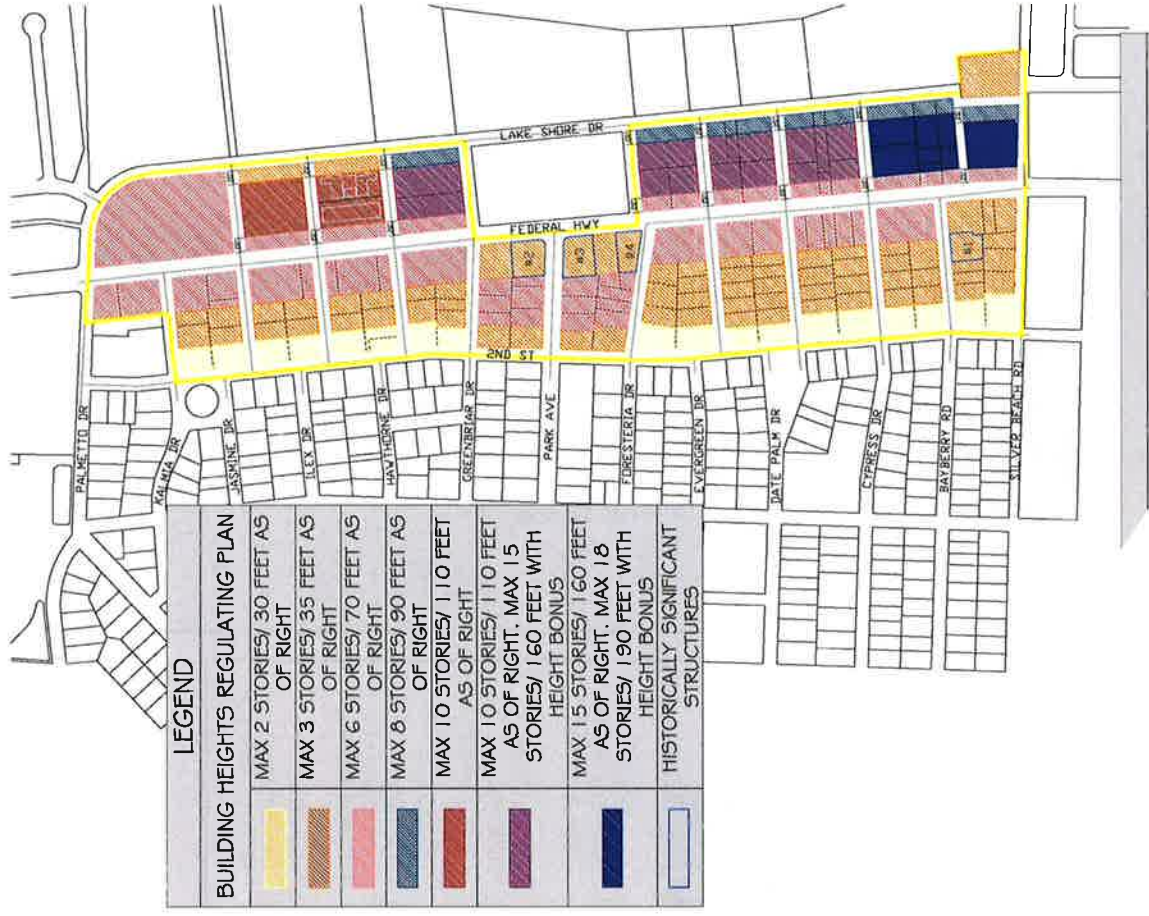 LEGEND
BUILDING HEIGHTS REGULATING PLAN
MAX 2 STORIES/ 30 FEET AS
OF RIGHT
MAX 3 STORIES/ 35 FEET AS
OF RIGHT
MAX 6 STORIES/ 70 FEET AS
OF RIGHT
MAX 8 STORIES/ 90 FEET AS
OF RIGHT
MAX 10 STORIES/ 110 FEET
AS OF RIGHT
MAX 10 STORIES/ 110 FEET
AS OF RIGHT. MAX 15
STORIES/ 160 FEET WITH
HEIGHT BONUS
MAX 15 STORIES/ 160 FEET
AS OF RIGHT. MAX 18
STORIES/ 190 FEET WITH
HEIGHT BONUS
HISTORICALLY SIGNIFICANT
STRUCTURES
PALMETTO DR
KALMIA DR
JASMINE DR
ILEX DR
HAWTHORNE DR
GREENBRIAR DR
PARK AVE
FORESTERIA DR
EVERGREEN DR
DATE PALM DR
CYPRESS DR
BAYBERRY RD
SILVER BEACH RD
2ND ST
FEDERAL HWY
LAKE SHORE DR
#2
#3
#4
#1